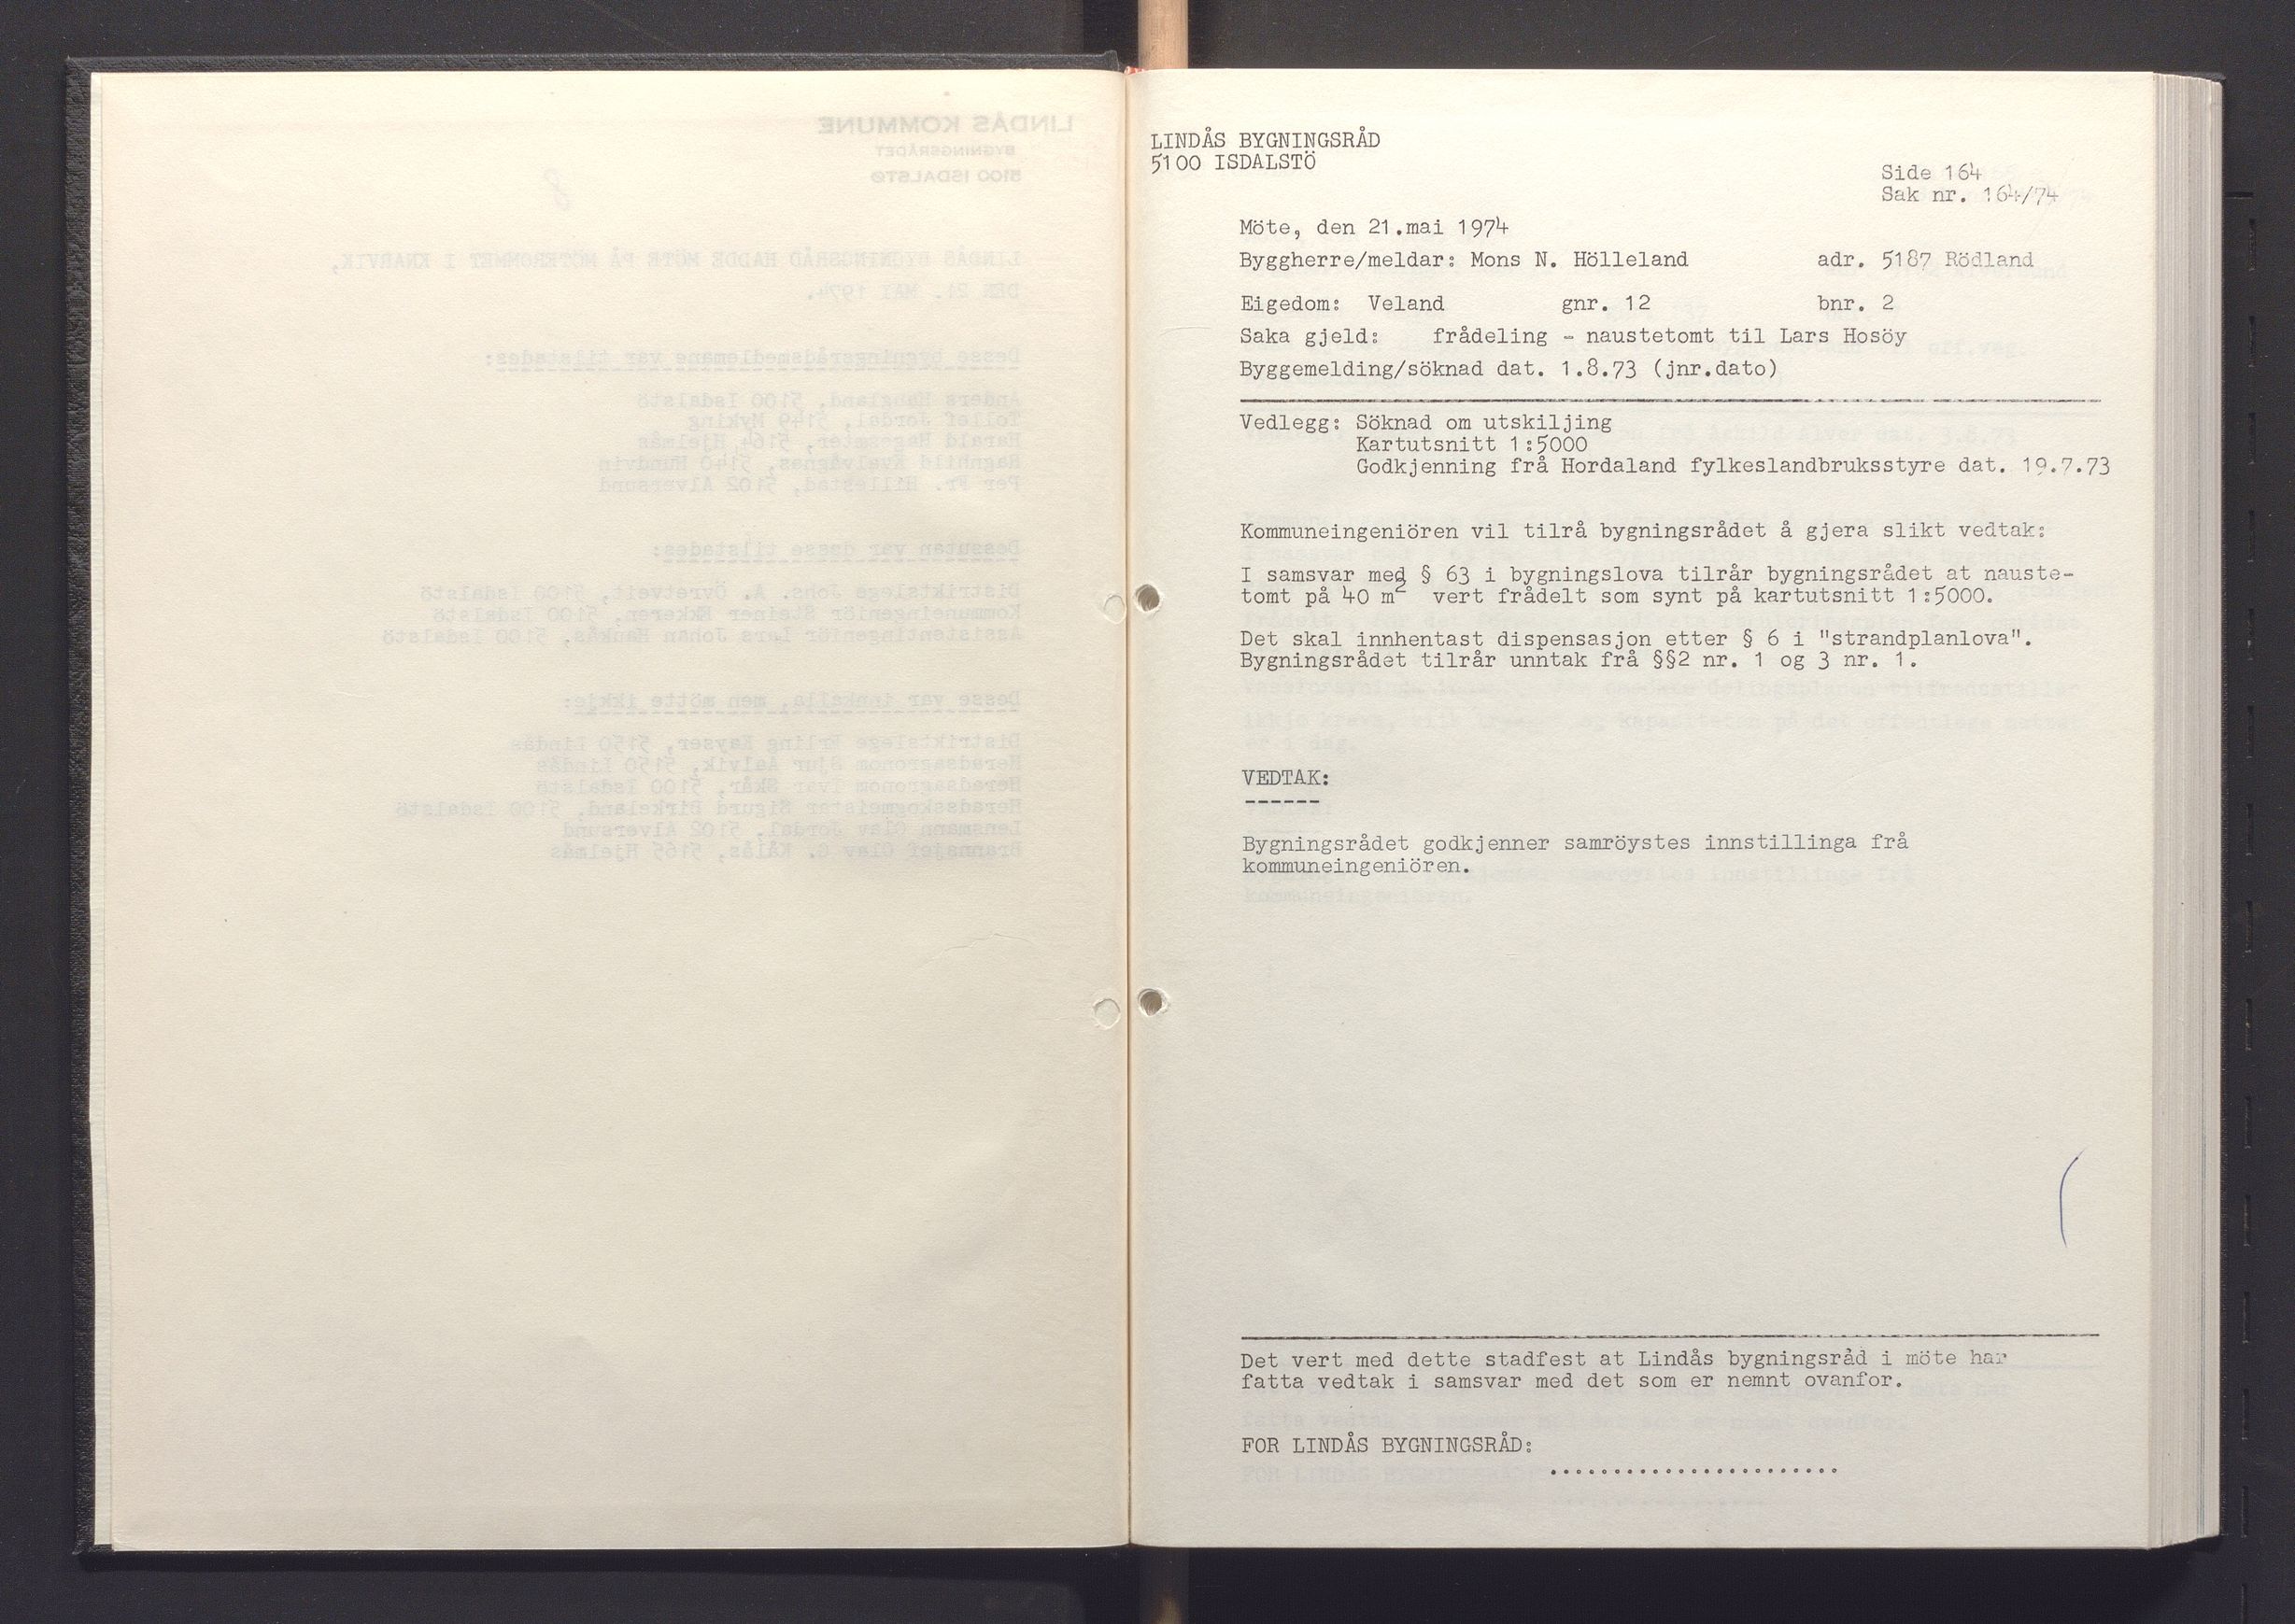 LINDÅS BYGNINGSRÅD
5100 ISDALSTÖ
Side 164
Sak nr. 164/74
Möte, den 21.mai 1974
Byggherre/meldar: Mons N. Hölleland adr. 5187 Rödland
Eigedom: Veland gnr. 12 bnr. 2
Saka gjeld: frådeling - naustetomt til Lars Hosöy
Byggemelding/söknad dat. 1.8.73 (jnr.dato)
Vedlegg: Söknad om utskiljing
Kartutsnitt 1:5000
Godkjenning frå Hordaland fylkeslandbruksstyre dat. 19.7.73
Kommuneingeniören vil tilrå bygningsrådet å gjera slikt vedtak:
I samsvar med § 63 i bygningslova tilrår bygningsrådet at nauste-
tomt på 40 m2 vert frådelt som synt på kartutsnitt 1:5000.
Det skal innhentast dispensasjon etter § 6 i "strandplanlova".
Bygningsrådet tilrår unntak frå §§2 nr. 1 og 3 nr. 1.
VEDTAK:
------
Bygningsrådet godkjenner samröystes innstillinga frå
kommuneingeniören.
Det vert med dette stadfest at Lindås bygningsråd i möte har
fatta vedtak i samsvar med det som er nemnt ovanfor.
FOR LINDÅS BYGNINGSRÅD:
.......................